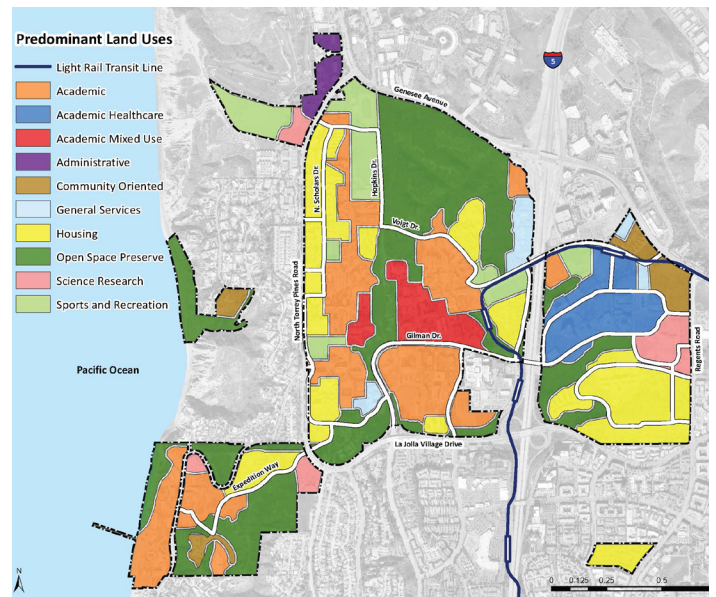 Predominant Land Uses
Light Rail Transit Line
Academic
Academic Healthcare
Academic Mixed Use
Administrative
Community Oriented
General Services
Housing
Open Space Preserve
Science Research
Sports and Recreation
5
Genesee Avenue
N. Scholars Dr.
Hopkins Dr.
Voigt Dr.
North Torrey Pines Road
Gilman Dr.
Regents Road
Pacific Ocean
La Jolla Village Drive
Expedition Way
N
0 0.125 0.25 0.5